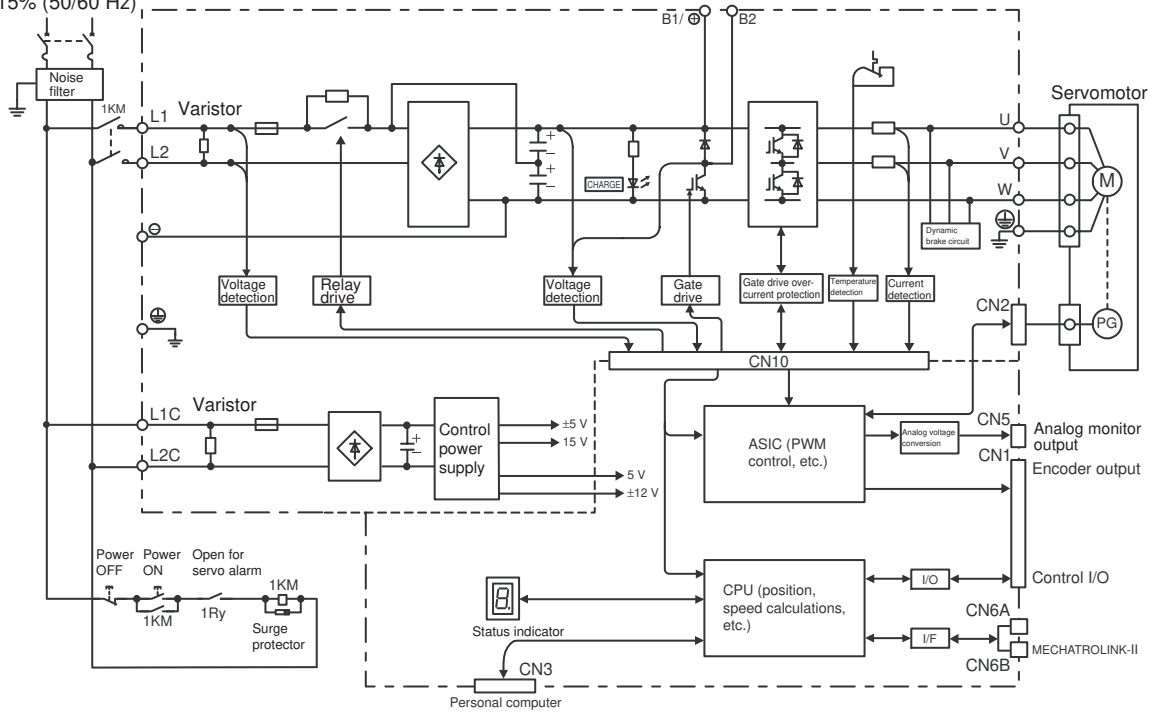 15% (50/60 Hz)
B1/ ⊕
B2
Noise
filter
1KM
L1
Varistor
L2
Servomotor
U
V
W
M
CHARGE
+
−
+
−
⊖
Dynamic
brake circuit
Voltage
detection
Relay
drive
Voltage
detection
Gate
drive
Gate drive over-
current protection
Temperature
detection
Current
detection
CN2
PG
CN10
L1C
Varistor
L2C
+
−
Control
power
supply
±5 V
15 V
5 V
±12 V
ASIC (PWM
control, etc.)
Analog voltage
conversion
CN5
Analog monitor
output
CN1
Encoder output
Power
OFF
Power
ON
Open for
servo alarm
1KM
1KM
1Ry
Surge
protector
8.
Status indicator
CPU (position,
speed calculations,
etc.)
I/O
Control I/O
I/F
CN6A
MECHATROLINK-II
CN6B
CN3
Personal computer